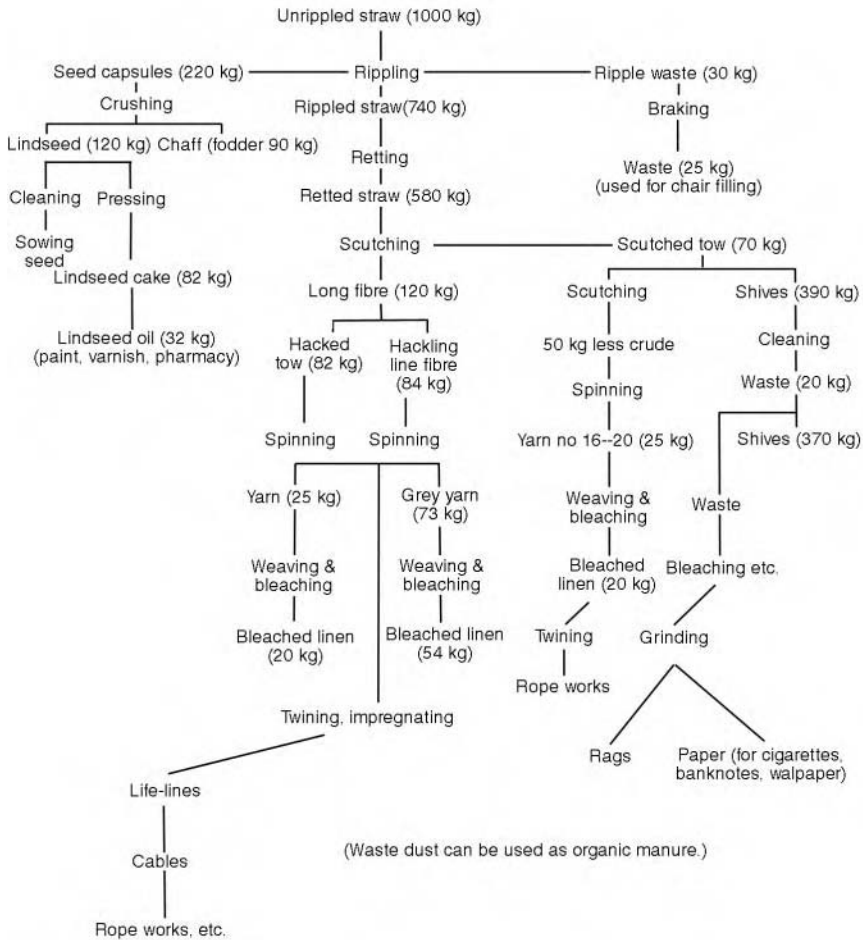 Unrippled straw (1000 kg)
Seed capsules (220 kg)
Rippling
Ripple waste (30 kg)
Crushing
Rippled straw(740 kg)
Braking
Lindseed (120 kg)
Chaff (fodder 90 kg)
Retting
Waste (25 kg)
(used for chair filling)
Cleaning
Pressing
Retted straw (580 kg)
Sowing
seed
Scutching
Scutched tow (70 kg)
Lindseed cake (82 kg)
Long fibre (120 kg)
Scutching
Shives (390 kg)
Lindseed oil (32 kg)
(paint, varnish, pharmacy)
Hacked
tow (82 kg)
Hackling
line fibre
(84 kg)
50 kg less crude
Cleaning
Spinning
Waste (20 kg)
Spinning
Spinning
Yarn no 16--20 (25 kg)
Shives (370 kg)
Yarn (25 kg)
Grey yarn
(73 kg)
Weaving &
bleaching
Waste
Weaving &
bleaching
Weaving &
bleaching
Bleached
linen (20 kg)
Bleaching etc.
Bleached linen
(20 kg)
Bleached linen
(54 kg)
Twining
Grinding
Rope works
Twining, impregnating
Rags
Paper (for cigarettes,
banknotes, walpaper)
Life-lines
Cables
(Waste dust can be used as organic manure.)
Rope works, etc.